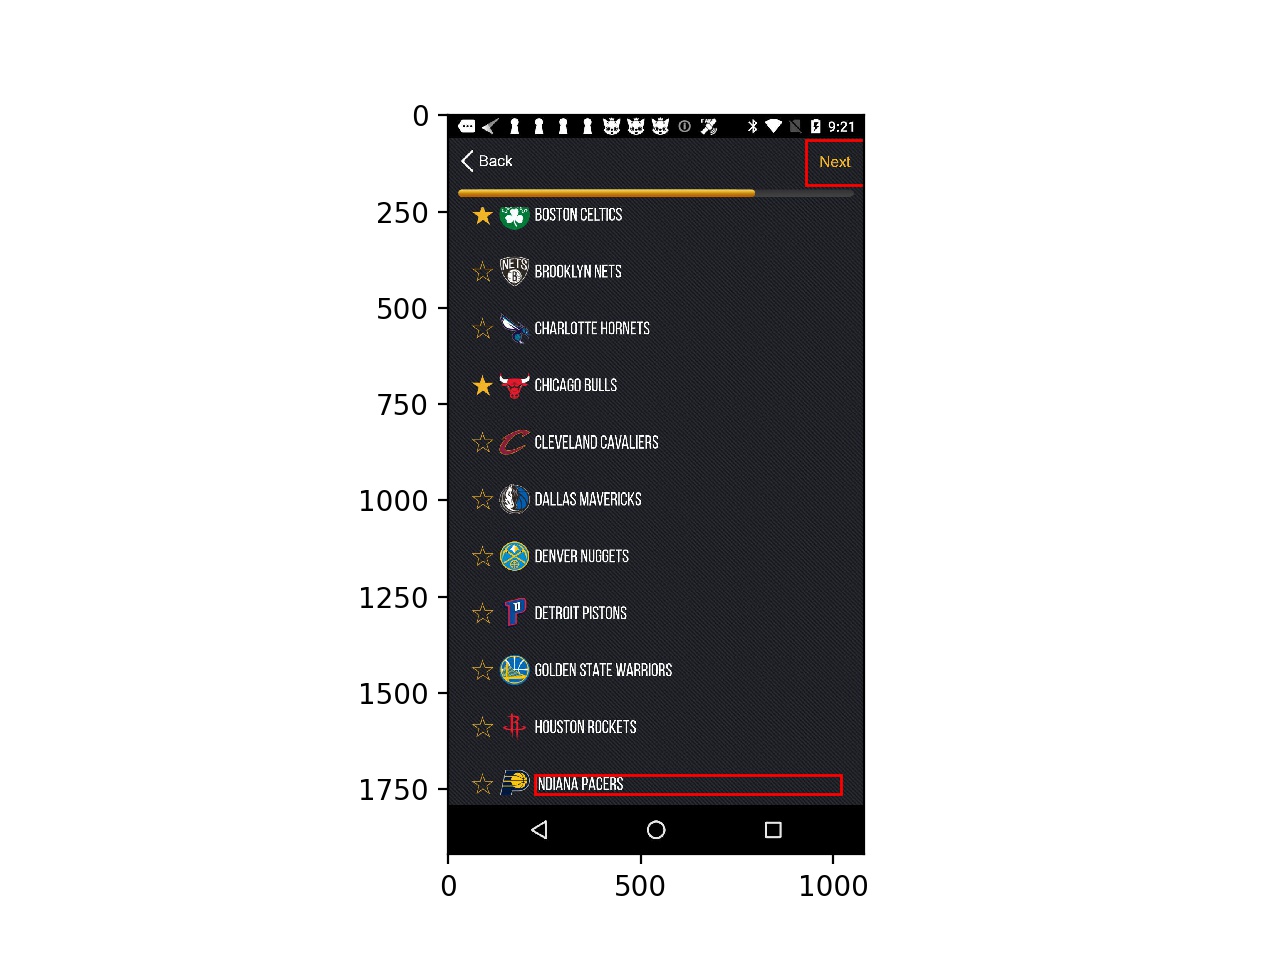 0
9:21
Back
Next
250
BOSTON CELTICS
NETS
BROOKLYN NETS
500
CHARLOTTE HORNETS
750
CHICAGO BULLS
CLEVELAND CAVALIERS
1000
DALLAS MAVERICKS
DENVER NUGGETS
1250
DETROIT PISTONS
GOLDEN STATE WARRIORS
1500
HOUSTON ROCKETS
1750
NDIANA PACERS
0 500 1000